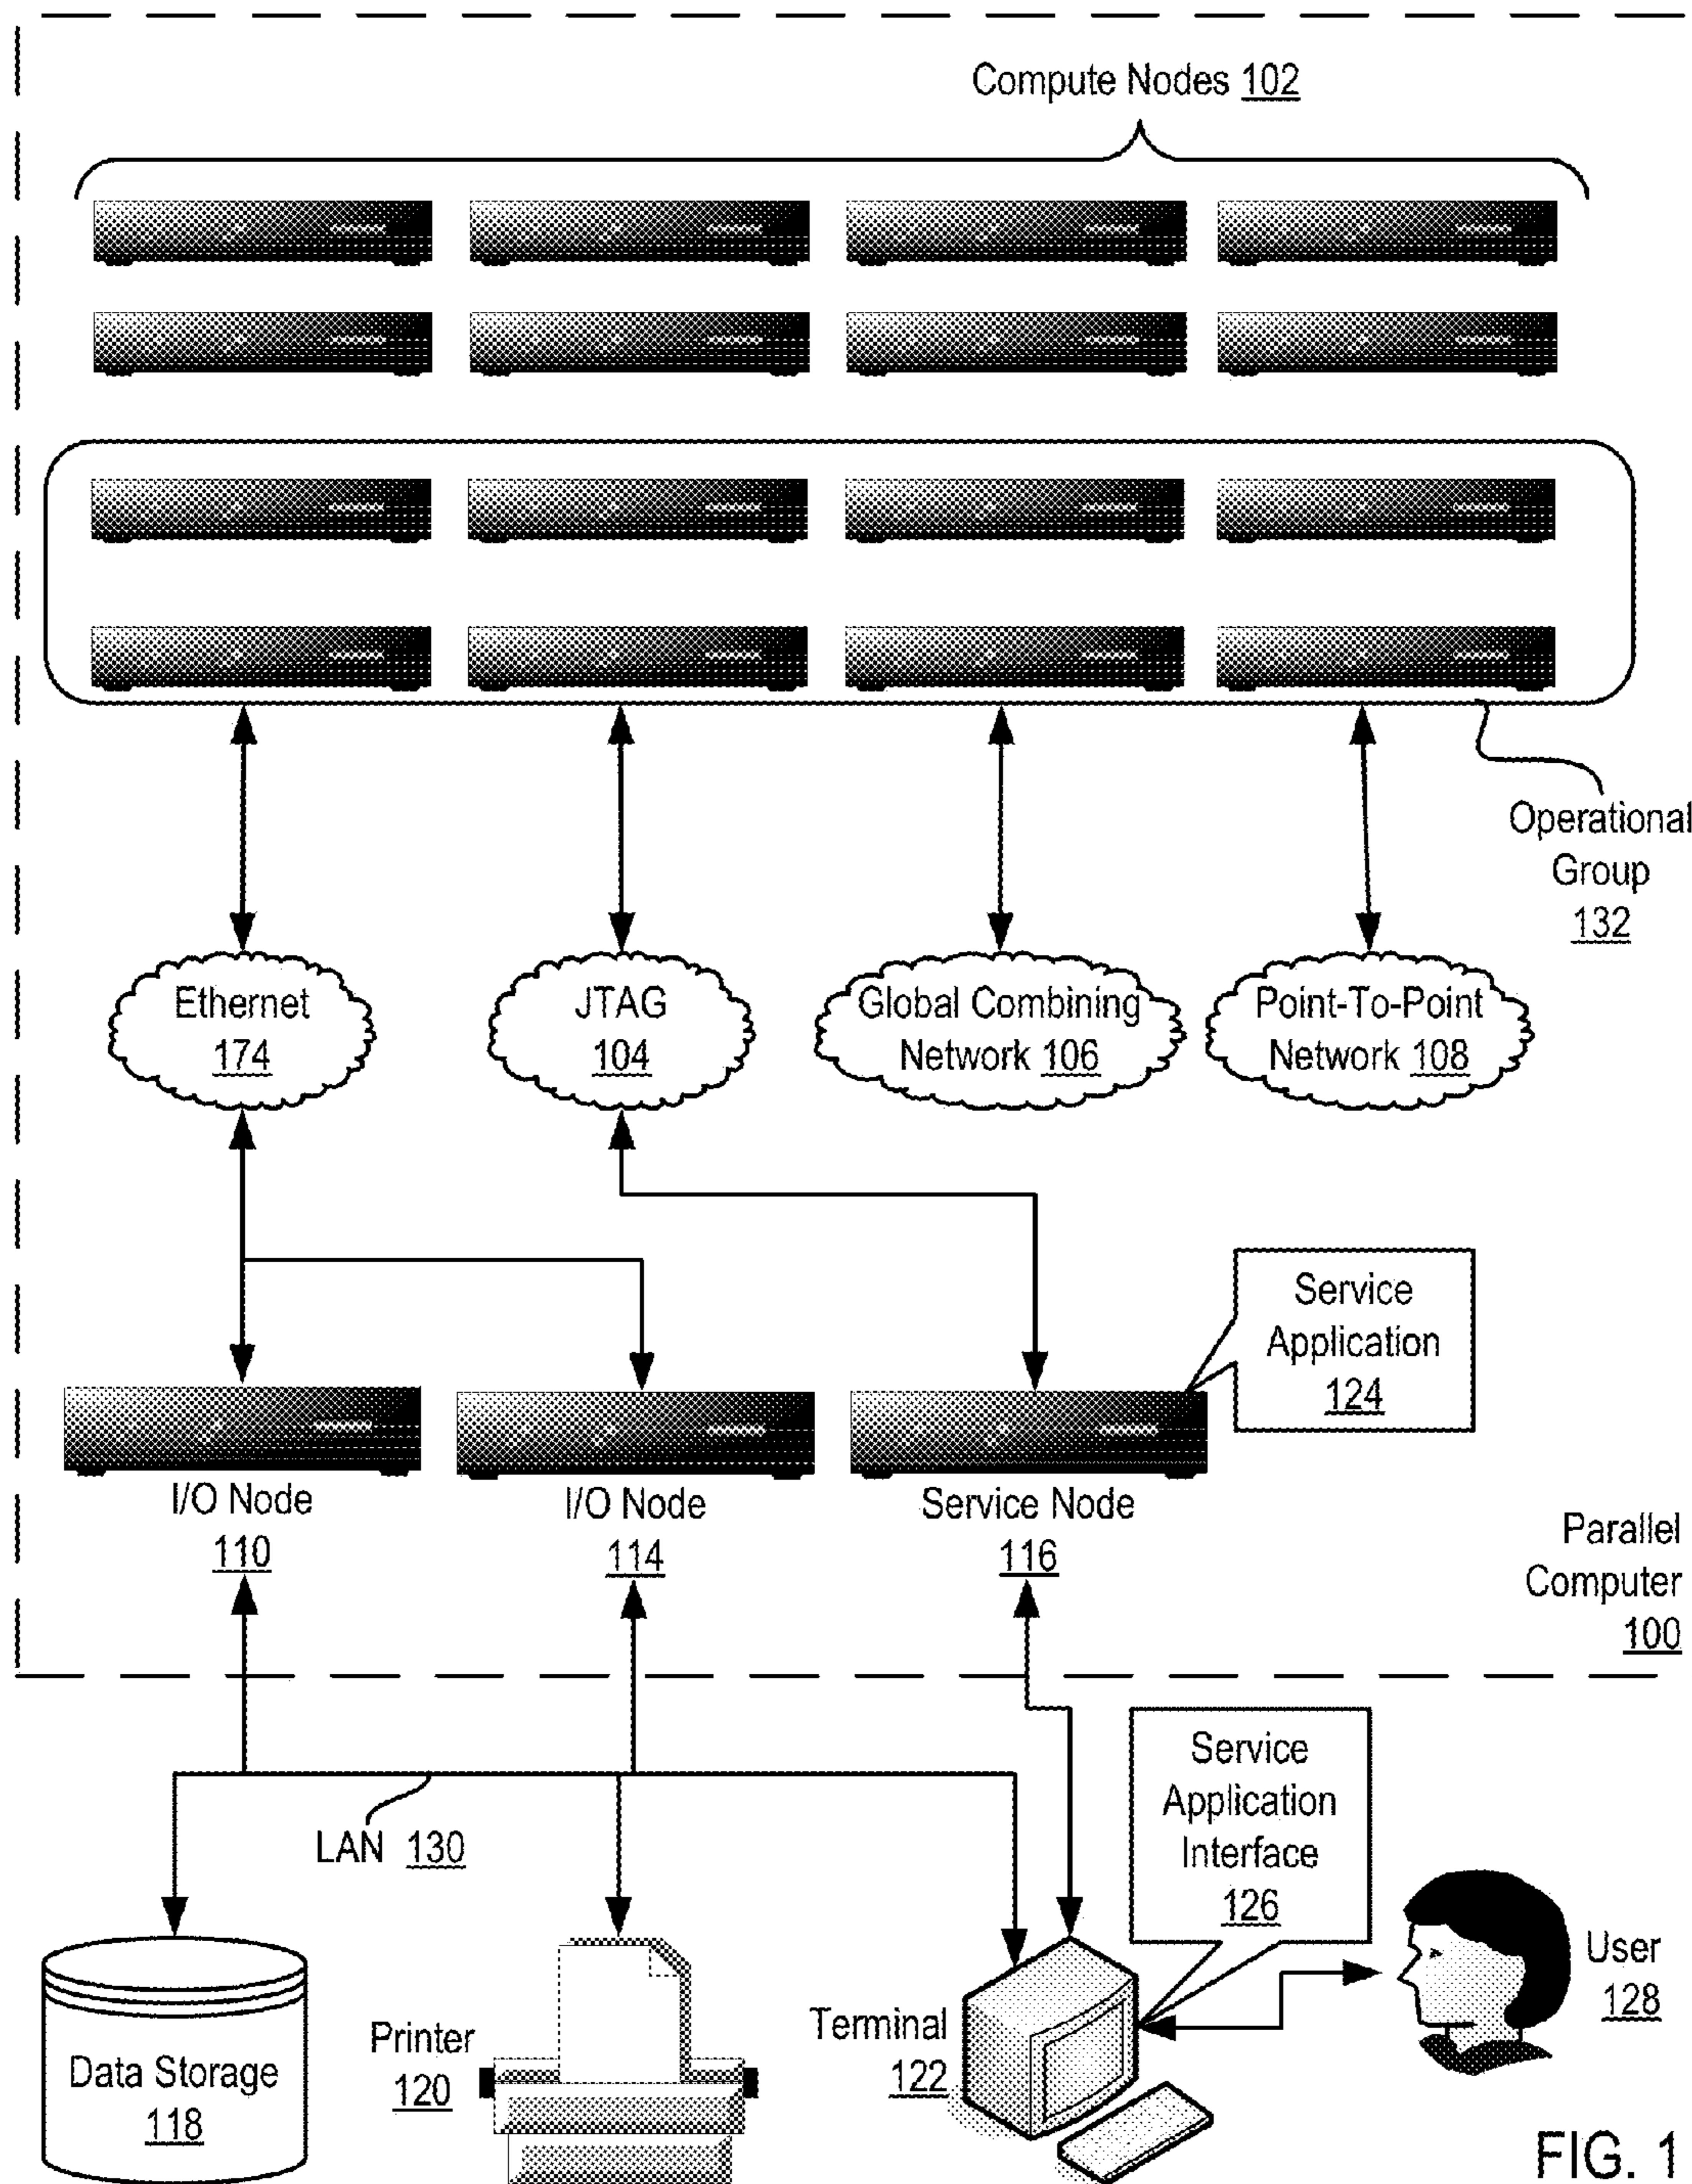 Compute Nodes 102
Operational
Group
132
Ethernet
174
JTAG
104
Global Combining
Network 106
Point-To-Point
Network 108
Service
Application
124
I/O Node
110
I/O Node
114
Service Node
116
Parallel
Computer
100
Service
Application
Interface
126
LAN 130
Data Storage
118
Printer
120
Terminal
122
User
128
FIG. 1